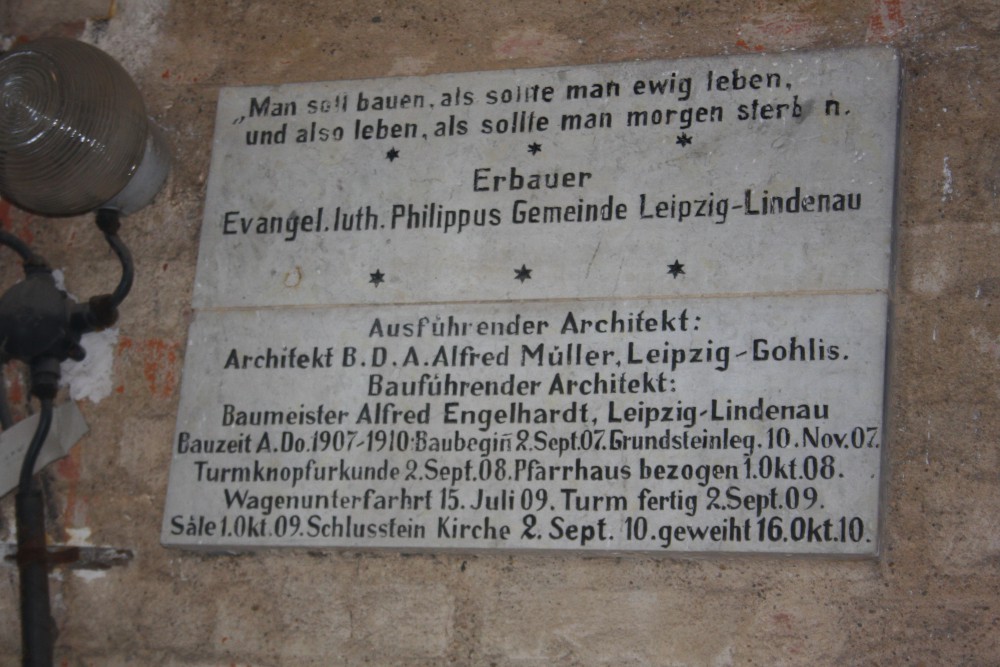 „Man soll bauen, als sollte man ewig leben,
und also leben, als sollte man morgen sterb n.
Erbauer
Evangel. luth. Philippus Gemeinde Leipzig-Lindenau
Ausführender Architekt:
Architekt B.D.A. Alfred Müller, Leipzig-Gohlis.
Bauführender Architekt:
Baumeister Alfred Engelhardt, Leipzig-Lindenau
Bauzeit A.Do. 1907-1910: Baubegin̄ 2.Sept.07. Grundsteinleg. 10.Nov.07.
Turmknopfurkunde 2.Sept.08. Pfarrhaus bezogen 1.Okt.08.
Wagenunterfarhrt 15. Juli 09. Turm fertig 2.Sept.09.
Säle 1.Okt.09. Schlusstein Kirche 2. Sept. 10. geweiht 16.Okt.10.